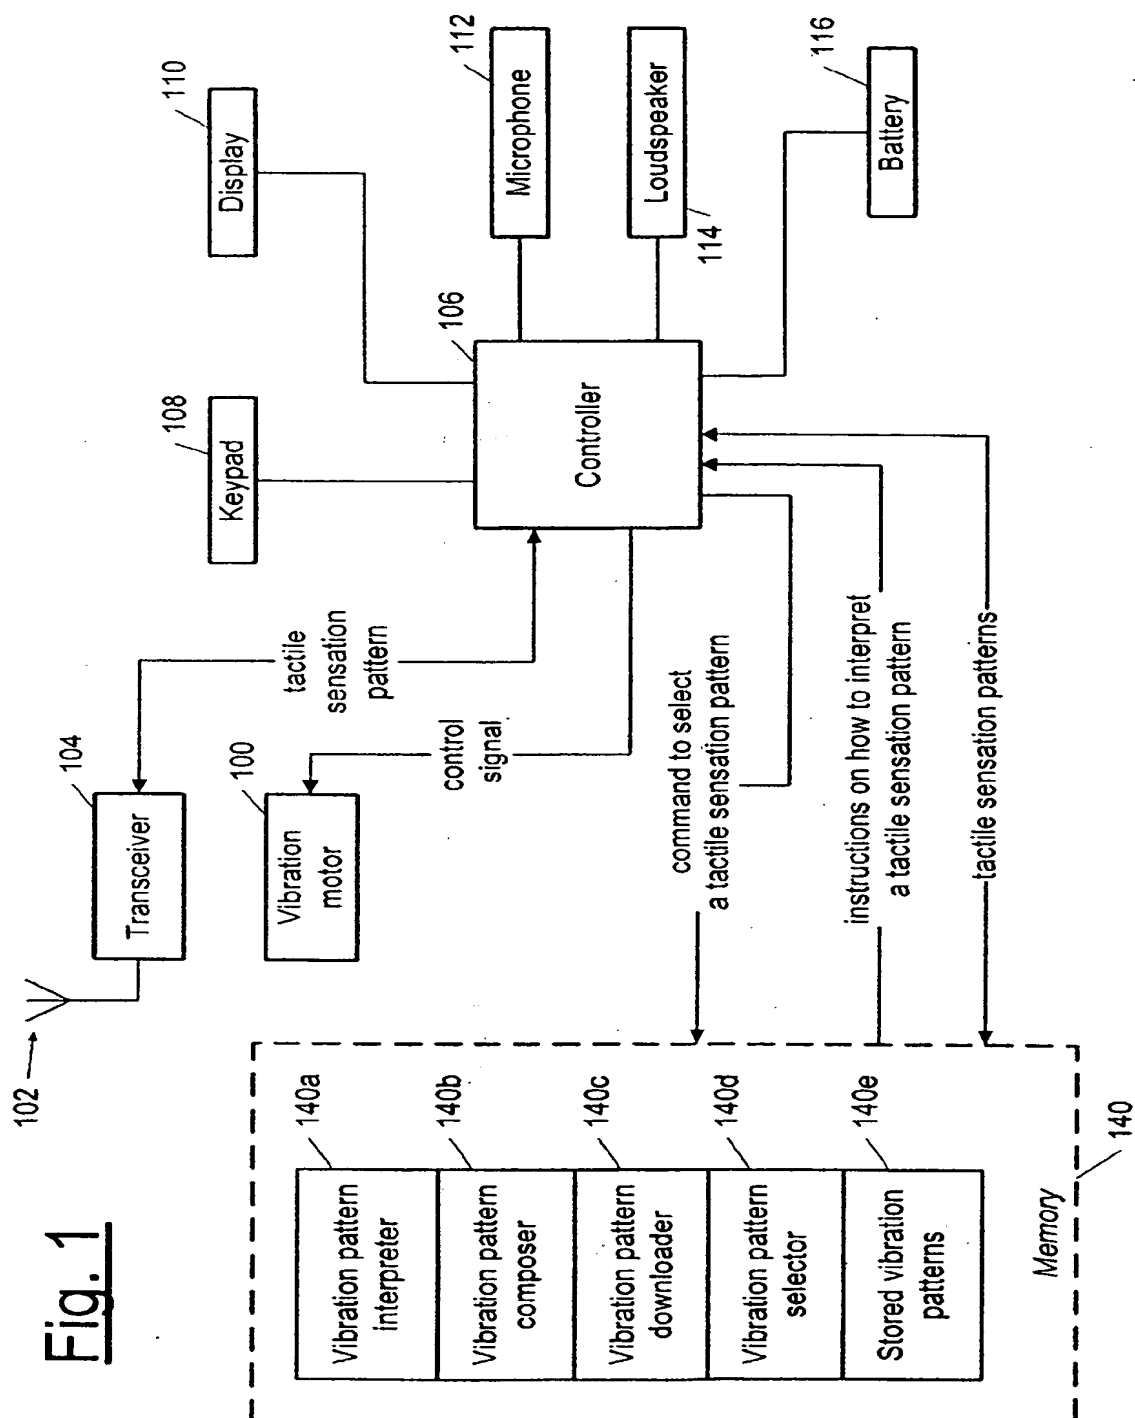 Fig. 1
102
Transceiver
104
Vibration
motor
100
tactile
sensation
pattern
control
signal
Keypad
108
Display
110
Controller
106
Microphone
112
Loudspeaker
114
Battery
116
command to select
a tactile sensation pattern
instructions on how to interpret
a tactile sensation pattern
tactile sensation patterns
Vibration pattern
interpreter
140a
Vibration pattern
composer
140b
Vibration pattern
downloader
140c
Vibration pattern
selector
140d
Stored vibration
patterns
140e
Memory
140